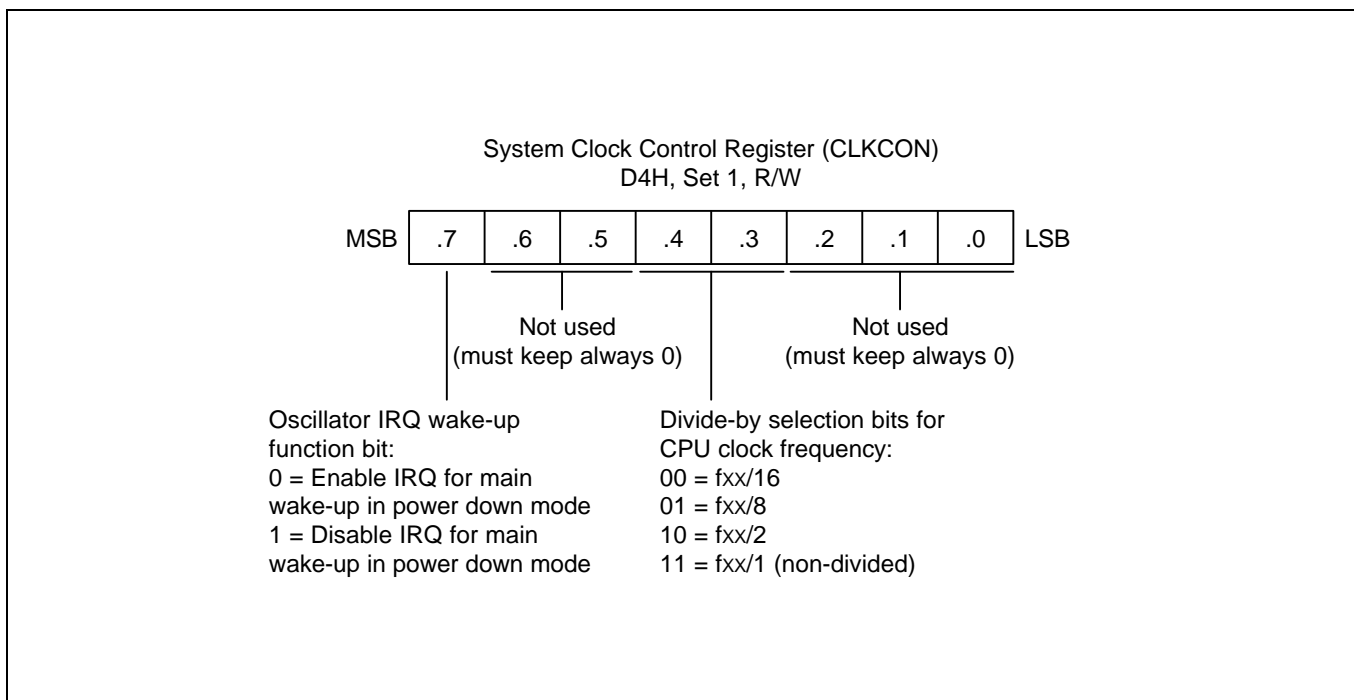 System Clock Control Register (CLKCON)
D4H, Set 1, R/W
MSB .7 .6 .5 .4 .3 .2 .1 .0 LSB
Not used
(must keep always 0)
Not used
(must keep always 0)
Oscillator IRQ wake-up
function bit:
0 = Enable IRQ for main
wake-up in power down mode
1 = Disable IRQ for main
wake-up in power down mode
Divide-by selection bits for
CPU clock frequency:
00 = fxx/16
01 = fxx/8
10 = fxx/2
11 = fxx/1 (non-divided)